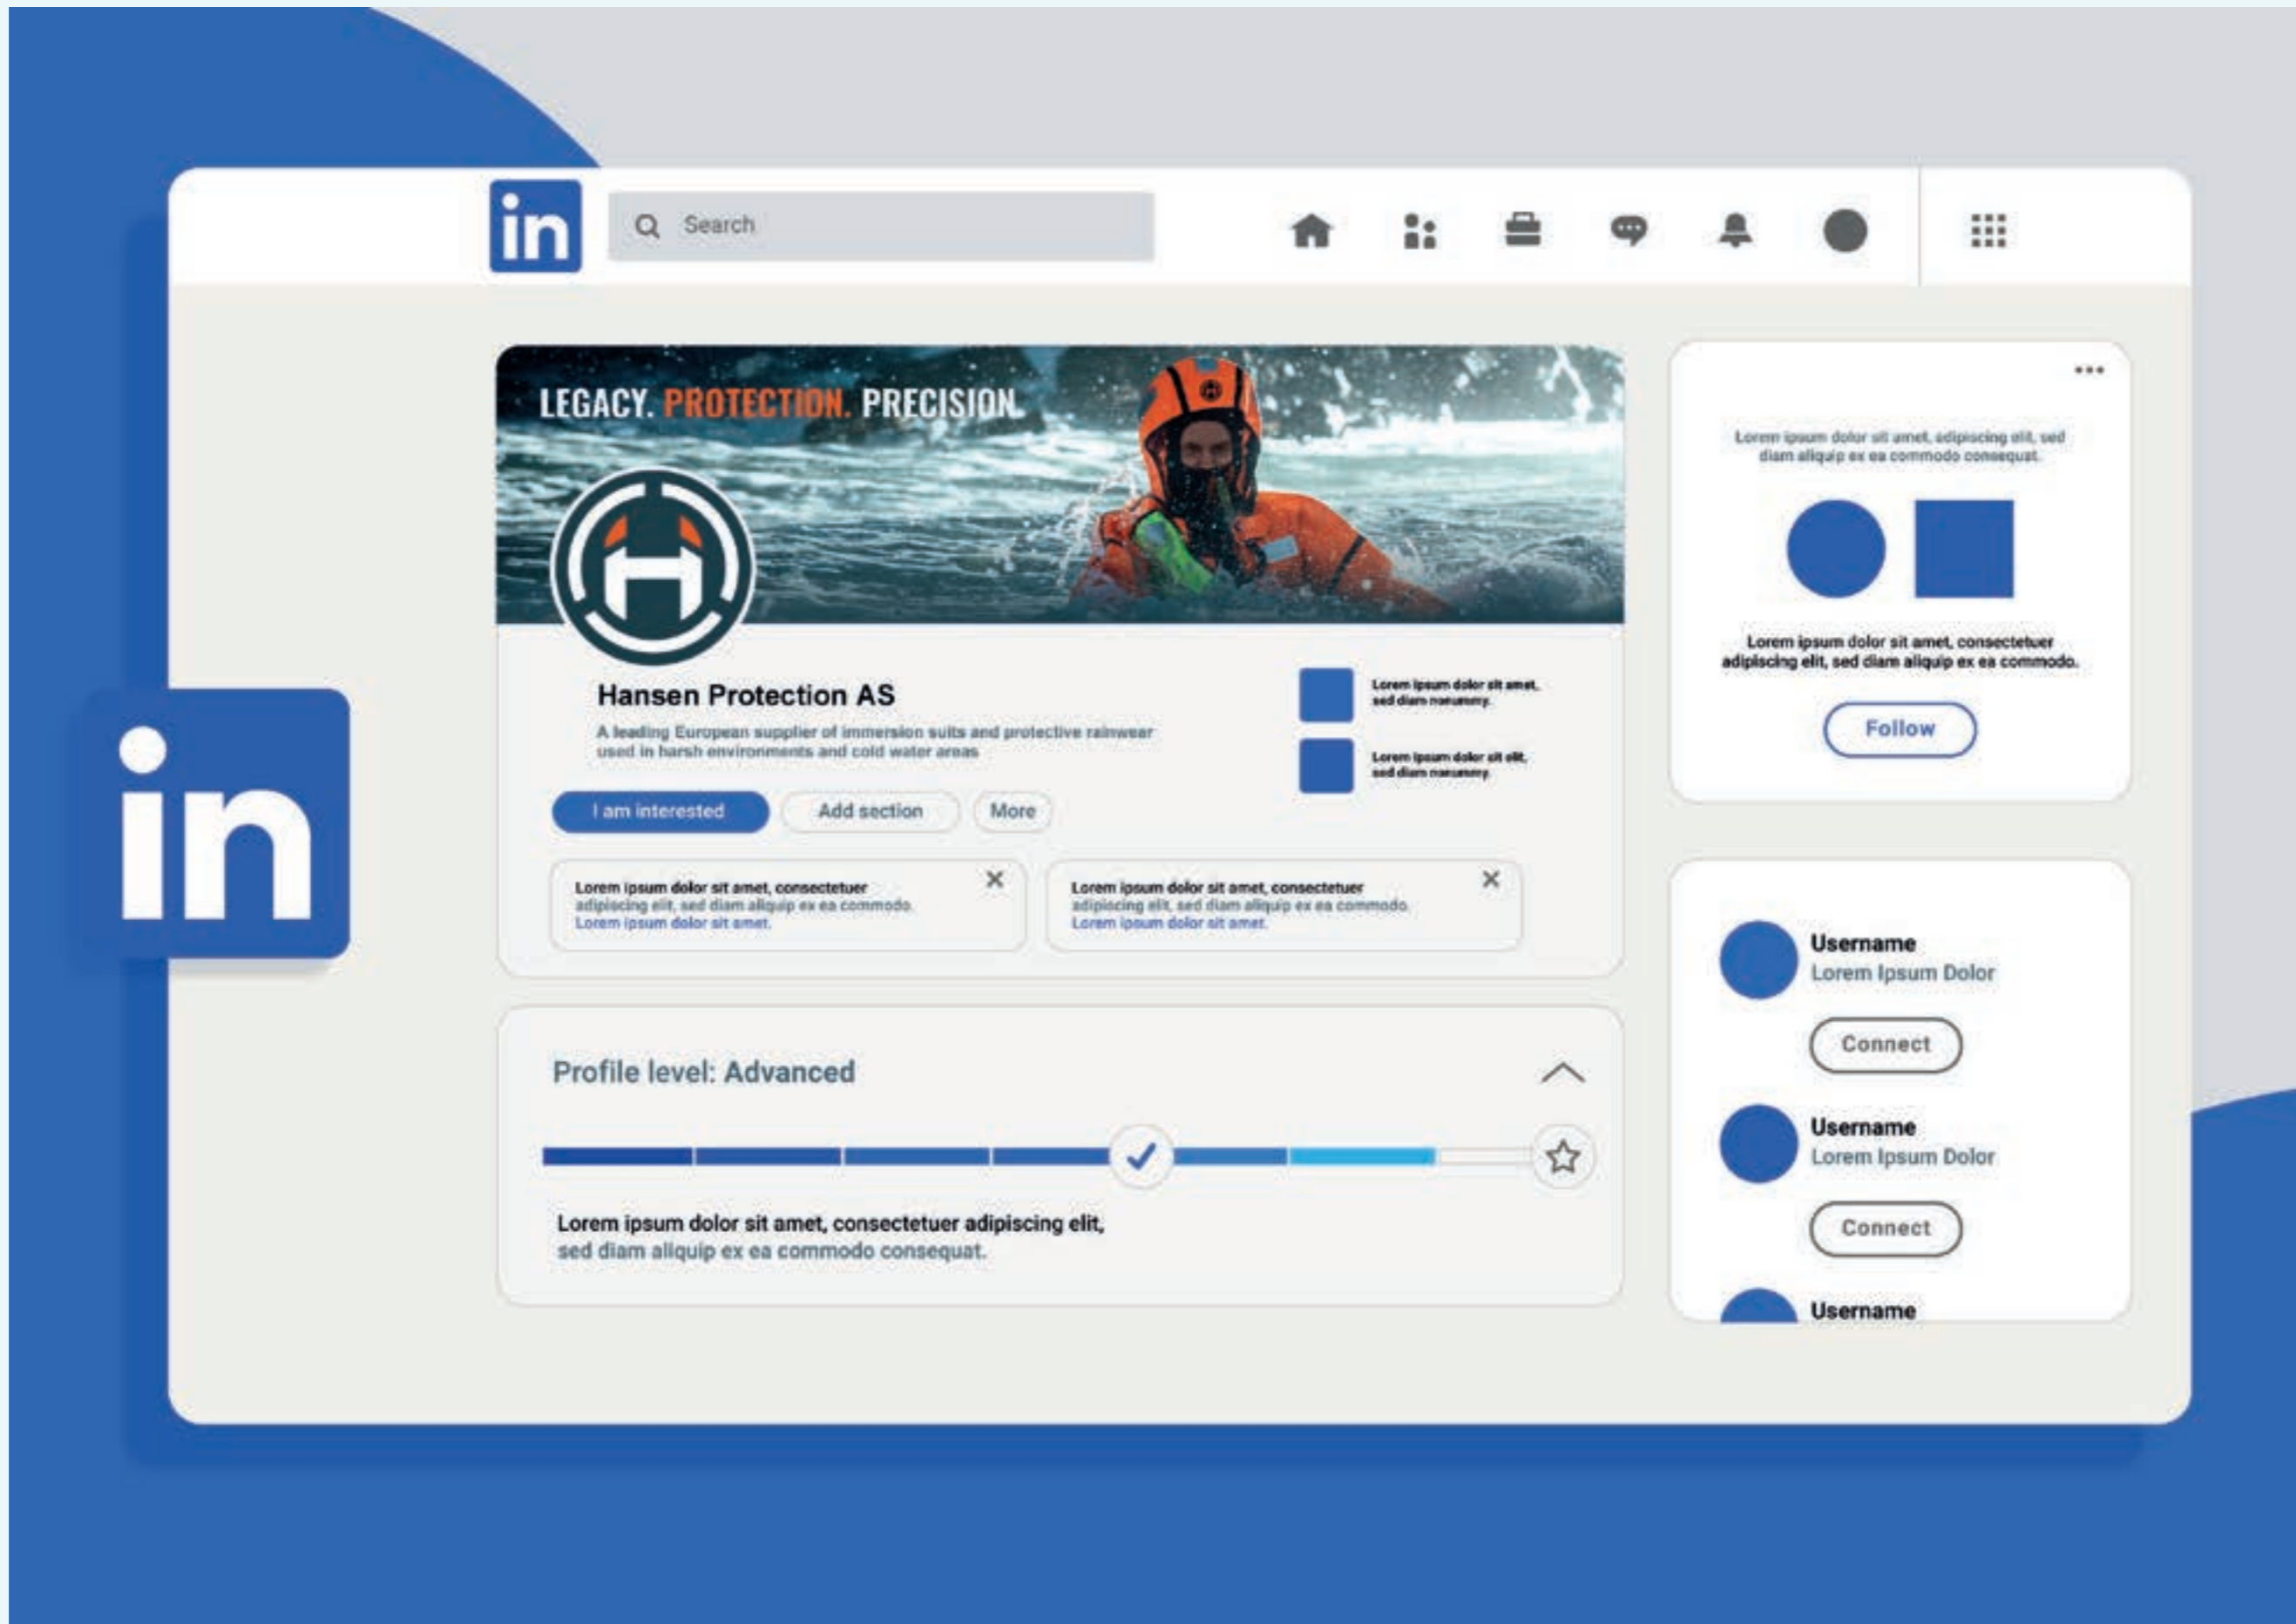 in
Search
LEGACY. PROTECTION. PRECISION.
Hansen Protection AS
A leading European supplier of immersion suits and protective rainwear
used in harsh environments and cold water areas
Lorem ipsum dolor sit amet,
sed diam nonummy.
Lorem ipsum dolor sit elit,
sed diam nonummy.
I am interested
Add section
More
Lorem ipsum dolor sit amet, consectetuer
adipiscing elit, sed diam aliquip ex ea commodo.
Lorem ipsum dolor sit amet.
Lorem ipsum dolor sit amet, consectetuer
adipiscing elit, sed diam aliquip ex ea commodo.
Lorem ipsum dolor sit amet.
in
Profile level: Advanced
Lorem ipsum dolor sit amet, consectetuer adipiscing elit,
sed diam aliquip ex ea commodo consequat.
Lorem ipsum dolor sit amet, adipiscing elit, sed
diam aliquip ex ea commodo consequat.
Lorem ipsum dolor sit amet, consectetuer
adipiscing elit, sed diam aliquip ex ea commodo.
Follow
Username
Lorem Ipsum Dolor
Connect
Username
Lorem Ipsum Dolor
Connect
Username